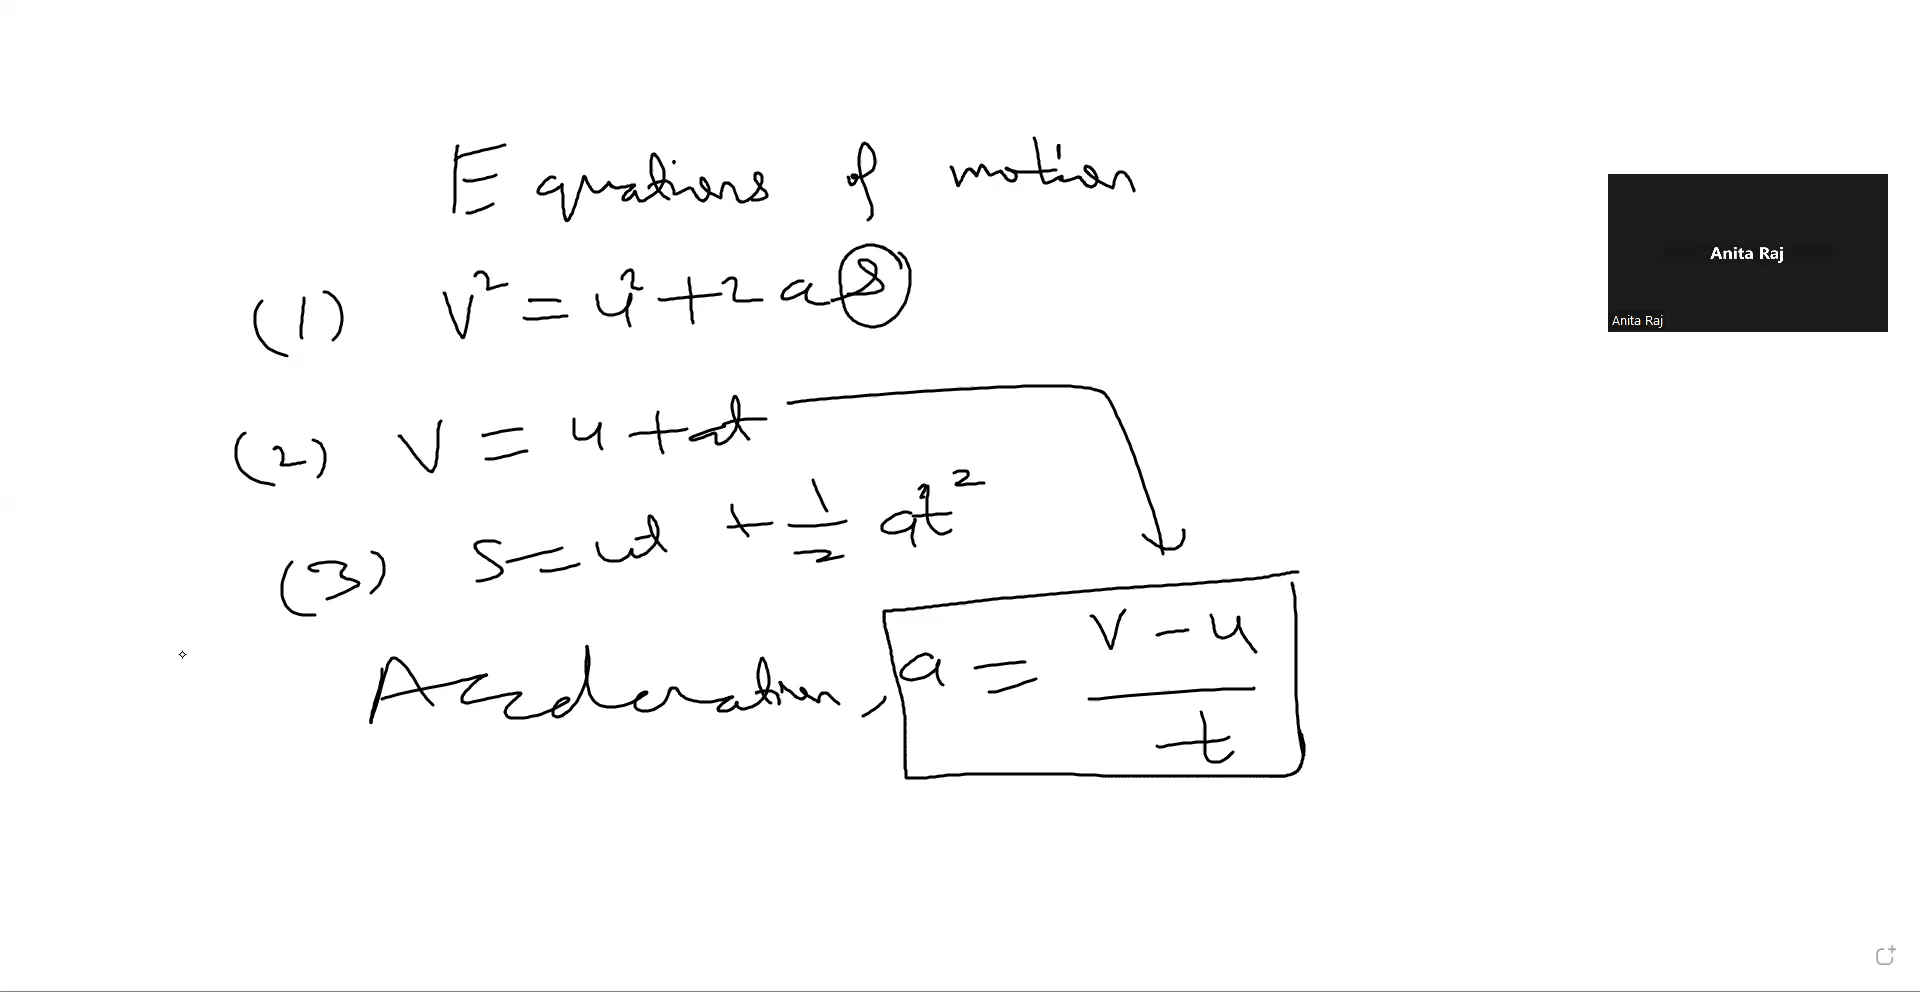 Equations of motion
(1) v² = u² + 2as
(2) v = u + at
(3) s = ut + 1/2 at²
Acceleration, a = v - u / t
Anita Raj
Anita Raj